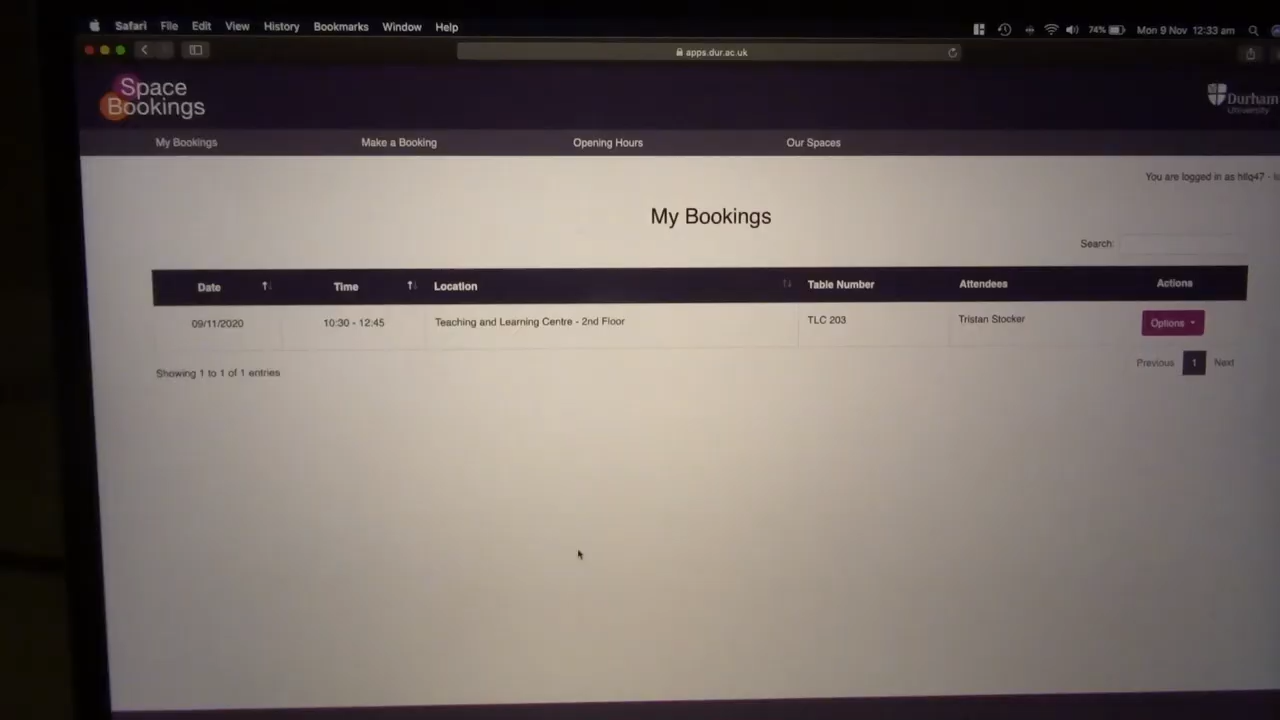 Safari File Edit View History Bookmarks Window Help 74% Mon 9 Nov 12:33 am
apps.dur.ac.uk
Space
Bookings
Durham
University
My Bookings Make a Booking Opening Hours Our Spaces
You are logged in as hllq47 -
My Bookings
Search:
Date Time Location Table Number Attendees Actions
09/11/2020 10:30 - 12:45 Teaching and Learning Centre - 2nd Floor TLC 203 Tristan Stocker Options
Previous 1 Next
Showing 1 to 1 of 1 entries